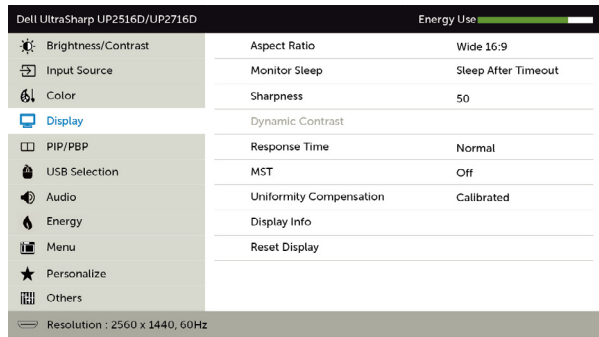 Dell UltraSharp UP2516D/UP2716D Energy Use
Brightness/Contrast
Input Source
Color
Display
PIP/PBP
USB Selection
Audio
Energy
Menu
Personalize
Others
Aspect Ratio Wide 16:9
Monitor Sleep Sleep After Timeout
Sharpness 50
Dynamic Contrast
Response Time Normal
MST Off
Uniformity Compensation Calibrated
Display Info
Reset Display
Resolution : 2560 x 1440, 60Hz